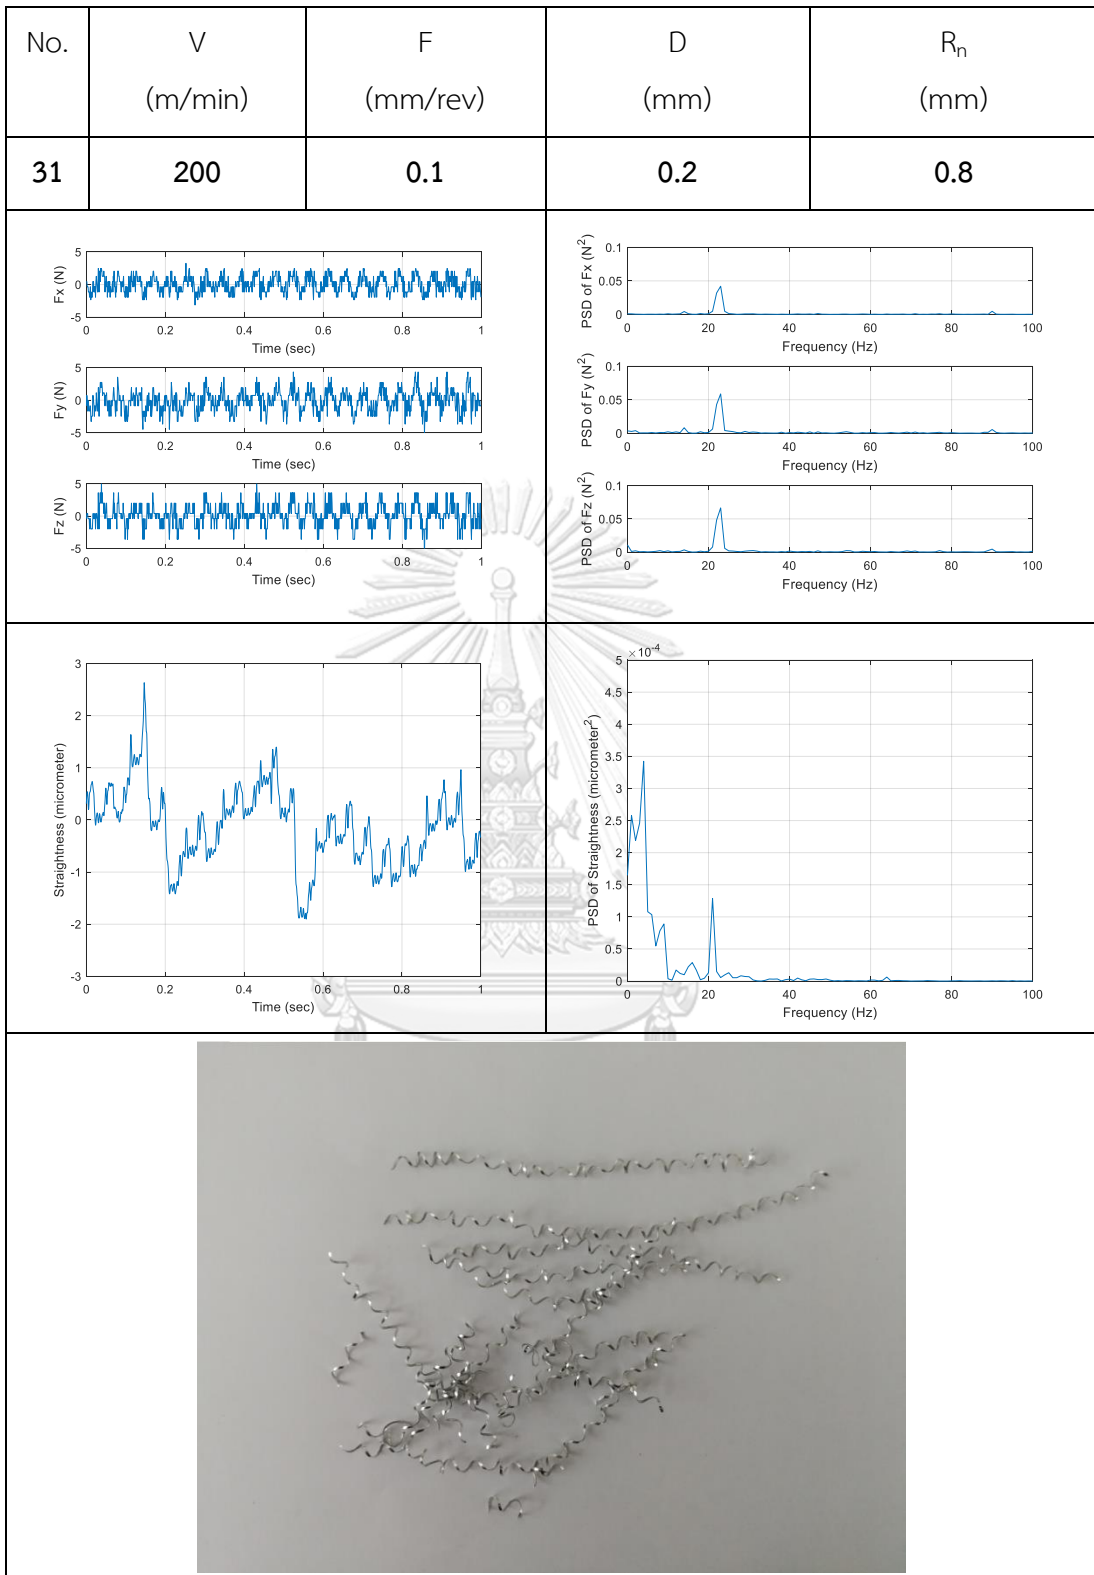 No. V F D Rn
(m/min) (mm/rev) (mm) (mm)
31 200 0.1 0.2 0.8
5
0
-5
Fx (N)
0 0.2 0.4 0.6 0.8 1
Time (sec)
5
0
-5
Fy (N)
0 0.2 0.4 0.6 0.8 1
Time (sec)
5
0
-5
Fz (N)
0 0.2 0.4 0.6 0.8 1
Time (sec)
0.1
0.05
0
PSD of Fx (N²)
0 20 40 60 80 100
Frequency (Hz)
0.1
0.05
0
PSD of Fy (N²)
0 20 40 60 80 100
Frequency (Hz)
0.1
0.05
0
PSD of Fz (N²)
0 20 40 60 80 100
Frequency (Hz)
3
2
1
0
-1
-2
-3
Straightness (micrometer)
0 0.2 0.4 0.6 0.8 1
Time (sec)
×10⁻⁴
5
4.5
4
3.5
3
2.5
2
1.5
1
0.5
0
PSD of Straightness (micrometer²)
0 20 40 60 80 100
Frequency (Hz)